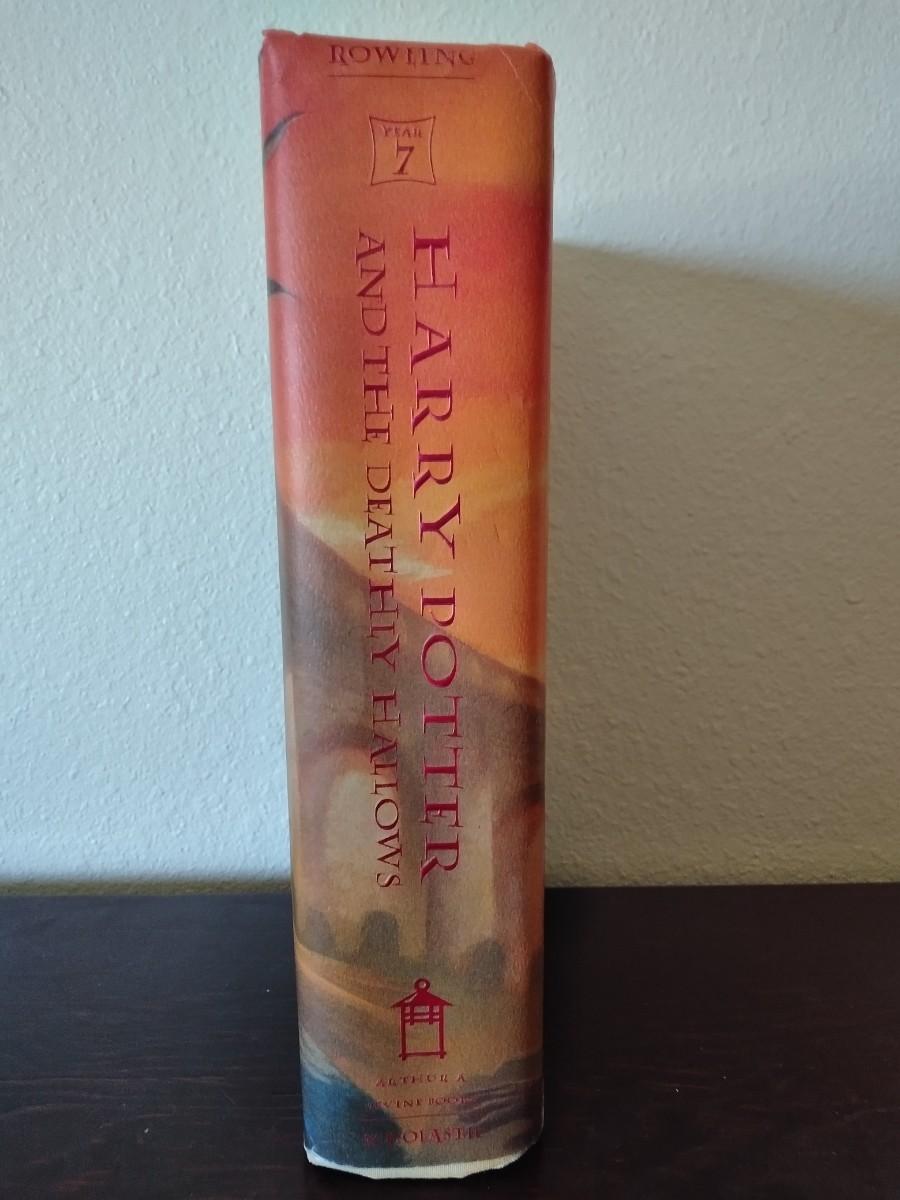 ROWLING
YEAR
7
HARRY POTTER
AND THE DEATHLY HALLOWS
ARTHUR A
LEVINE BOOKS
SCHOLASTIC